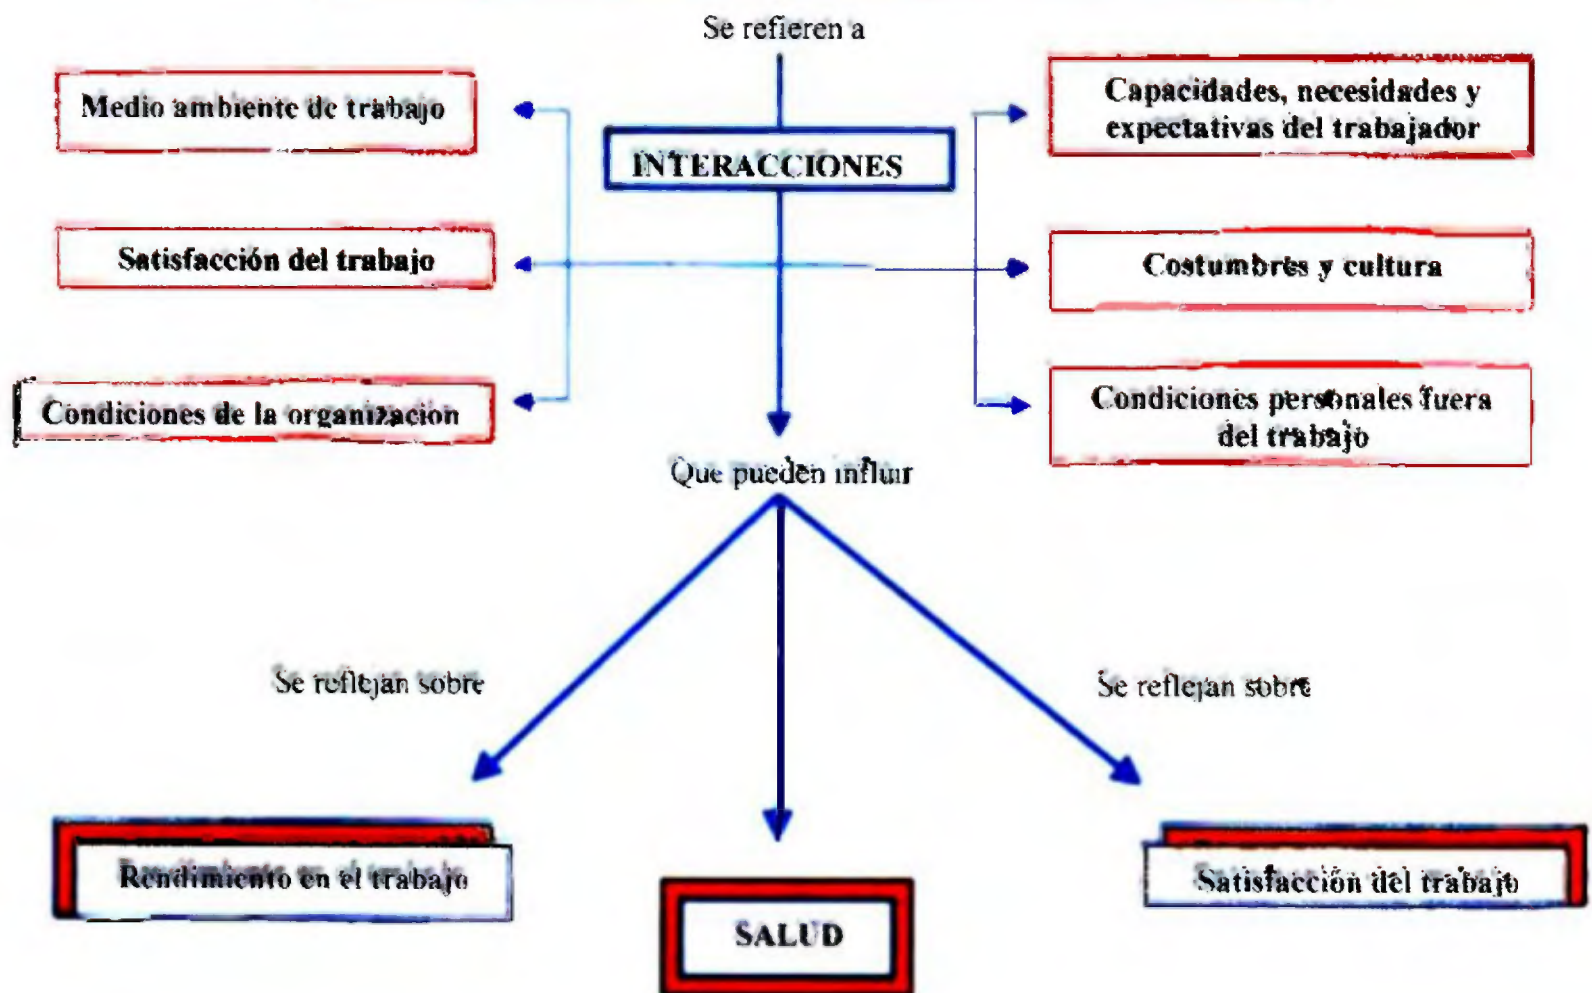 Se refieren a
Medio ambiente de trabajo
Capacidades, necesidades y
expectativas del trabajador
INTERACCIONES
Satisfacción del trabajo
Costumbres y cultura
Condiciones de la organización
Condiciones personales fuera
del trabajo
Que pueden influir
Se reflejan sobre
Se reflejan sobre
Rendimiento en el trabajo
Satisfacción del trabajo
SALUD